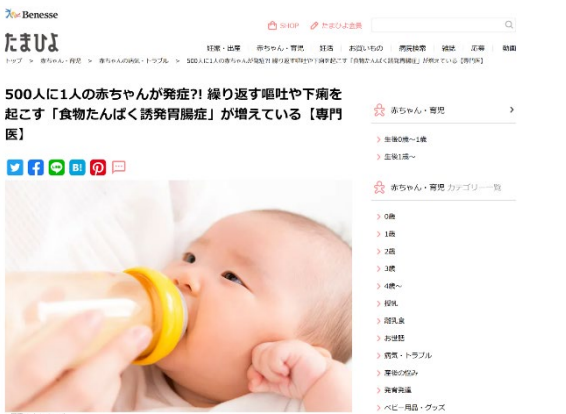 Benesse
SHOP たまひよ会員
たまひよ
妊娠・出産 赤ちゃん・育児 妊活 お買いもの 病院検索 雑誌 応募 動画
トップ > 赤ちゃん・育児 > 赤ちゃんの病気・トラブル > 500人に1人の赤ちゃんが発症?! 繰り返す嘔吐や下痢を起こす「食物たんぱく誘発胃腸症」が増えている【専門医】
500人に1人の赤ちゃんが発症?! 繰り返す嘔吐や下痢を
起こす「食物たんぱく誘発胃腸症」が増えている【専門
医】
LINE
B!
赤ちゃん・育児
生後0歳～1歳
生後1歳～
赤ちゃん・育児 カテゴリー一覧
0歳
1歳
2歳
3歳
4歳～
授乳
離乳食
お世話
病気・トラブル
産後の悩み
発育発達
ベビー用品・グッズ